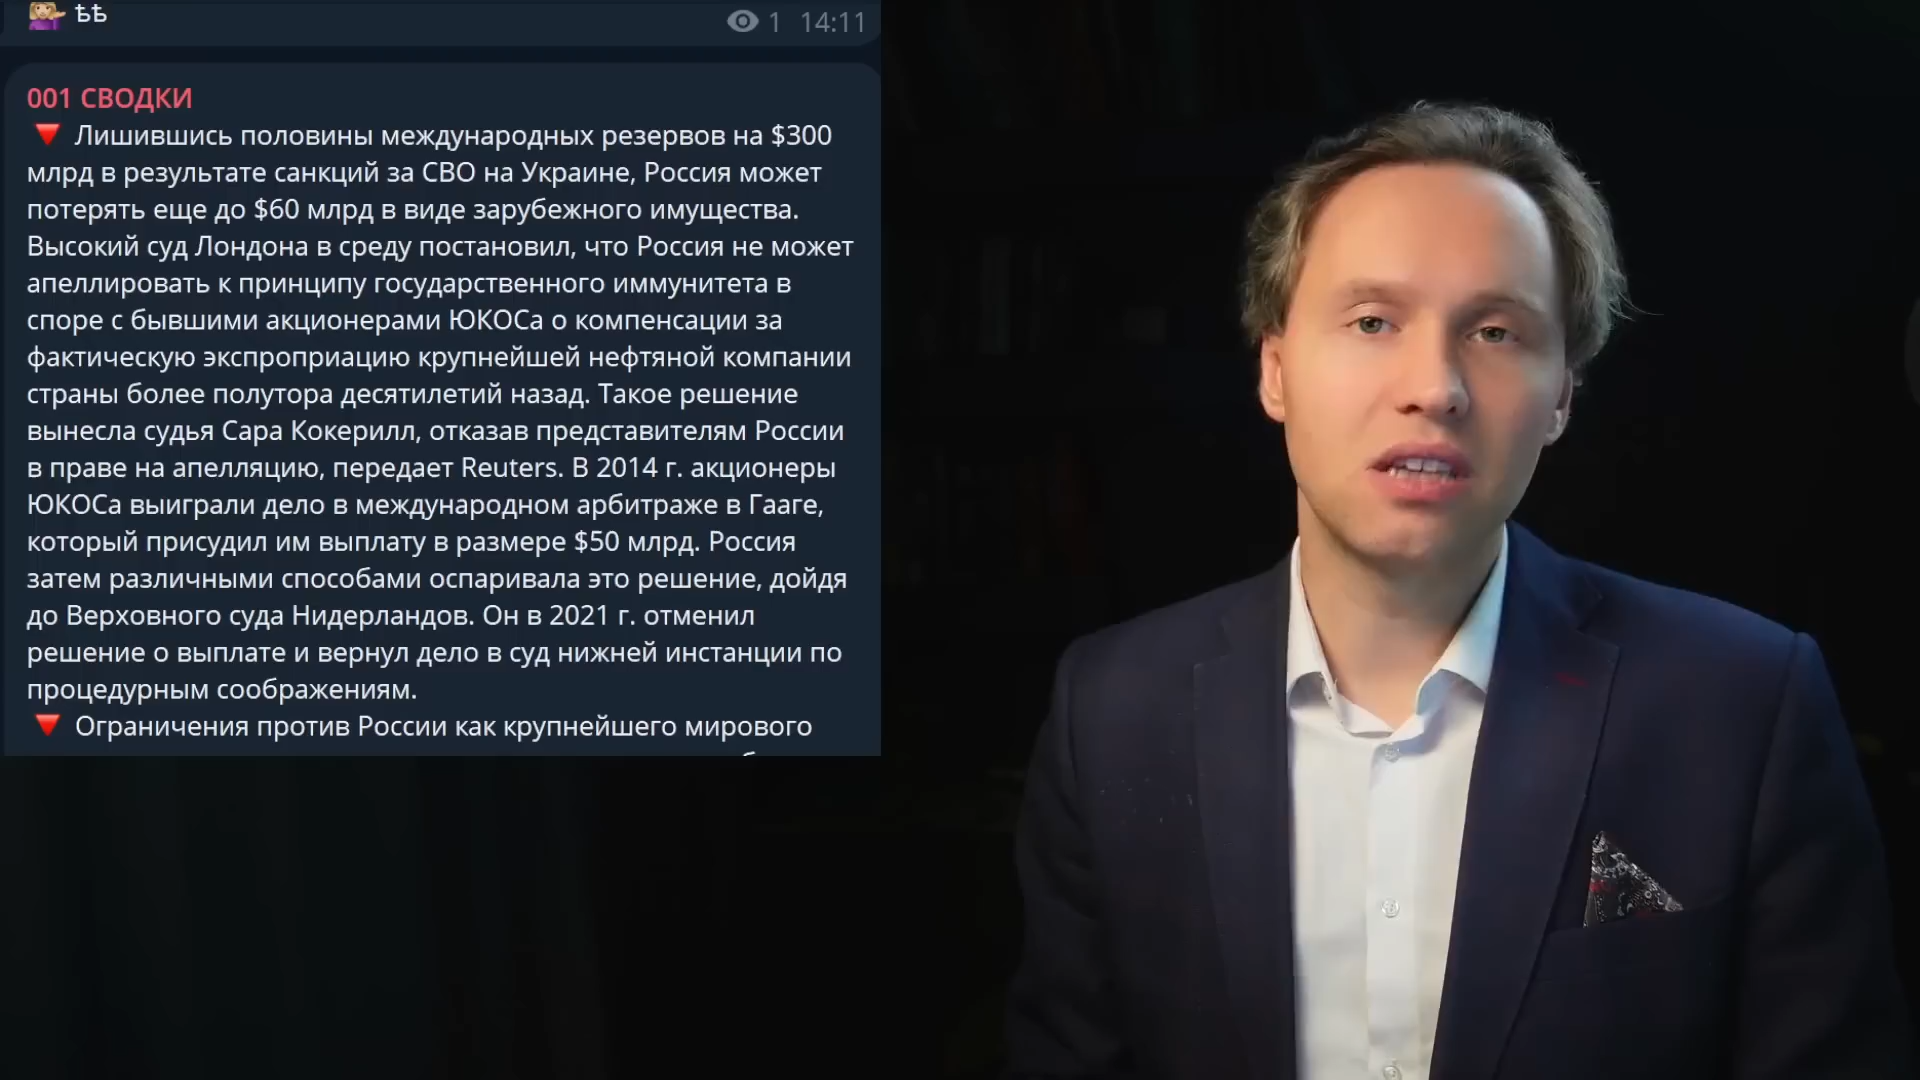 ѣѣ
1 14:11
001 СВОДКИ
Лишившись половины международных резервов на $300
млрд в результате санкций за СВО на Украине, Россия может
потерять еще до $60 млрд в виде зарубежного имущества.
Высокий суд Лондона в среду постановил, что Россия не может
апеллировать к принципу государственного иммунитета в
споре с бывшими акционерами ЮКОСа о компенсации за
фактическую экспроприацию крупнейшей нефтяной компании
страны более полутора десятилетий назад. Такое решение
вынесла судья Сара Кокерилл, отказав представителям России
в праве на апелляцию, передает Reuters. В 2014 г. акционеры
ЮКОСа выиграли дело в международном арбитраже в Гааге,
который присудил им выплату в размере $50 млрд. Россия
затем различными способами оспаривала это решение, дойдя
до Верховного суда Нидерландов. Он в 2021 г. отменил
решение о выплате и вернул дело в суд нижней инстанции по
процедурным соображениям.
Ограничения против России как крупнейшего мирового